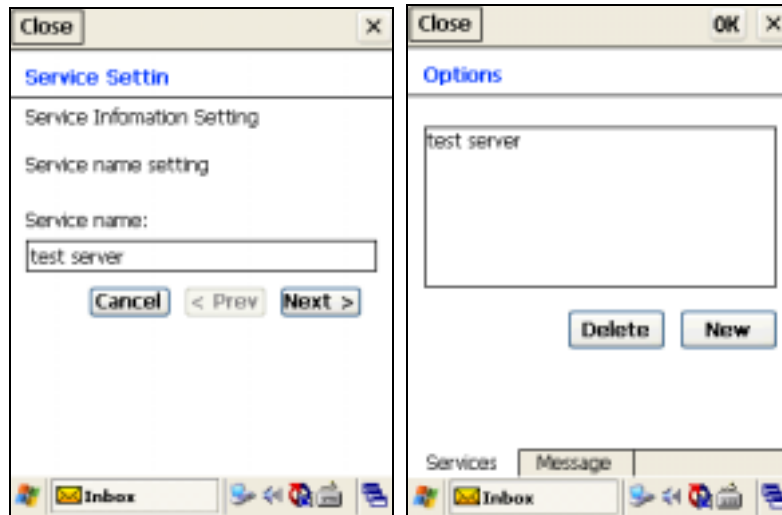 Close
Service Settin
Service Infomation Setting
Service name setting
Service name:
test server
Cancel < Prev Next >
Inbox
Close OK
Options
test server
Delete New
Services Message
Inbox